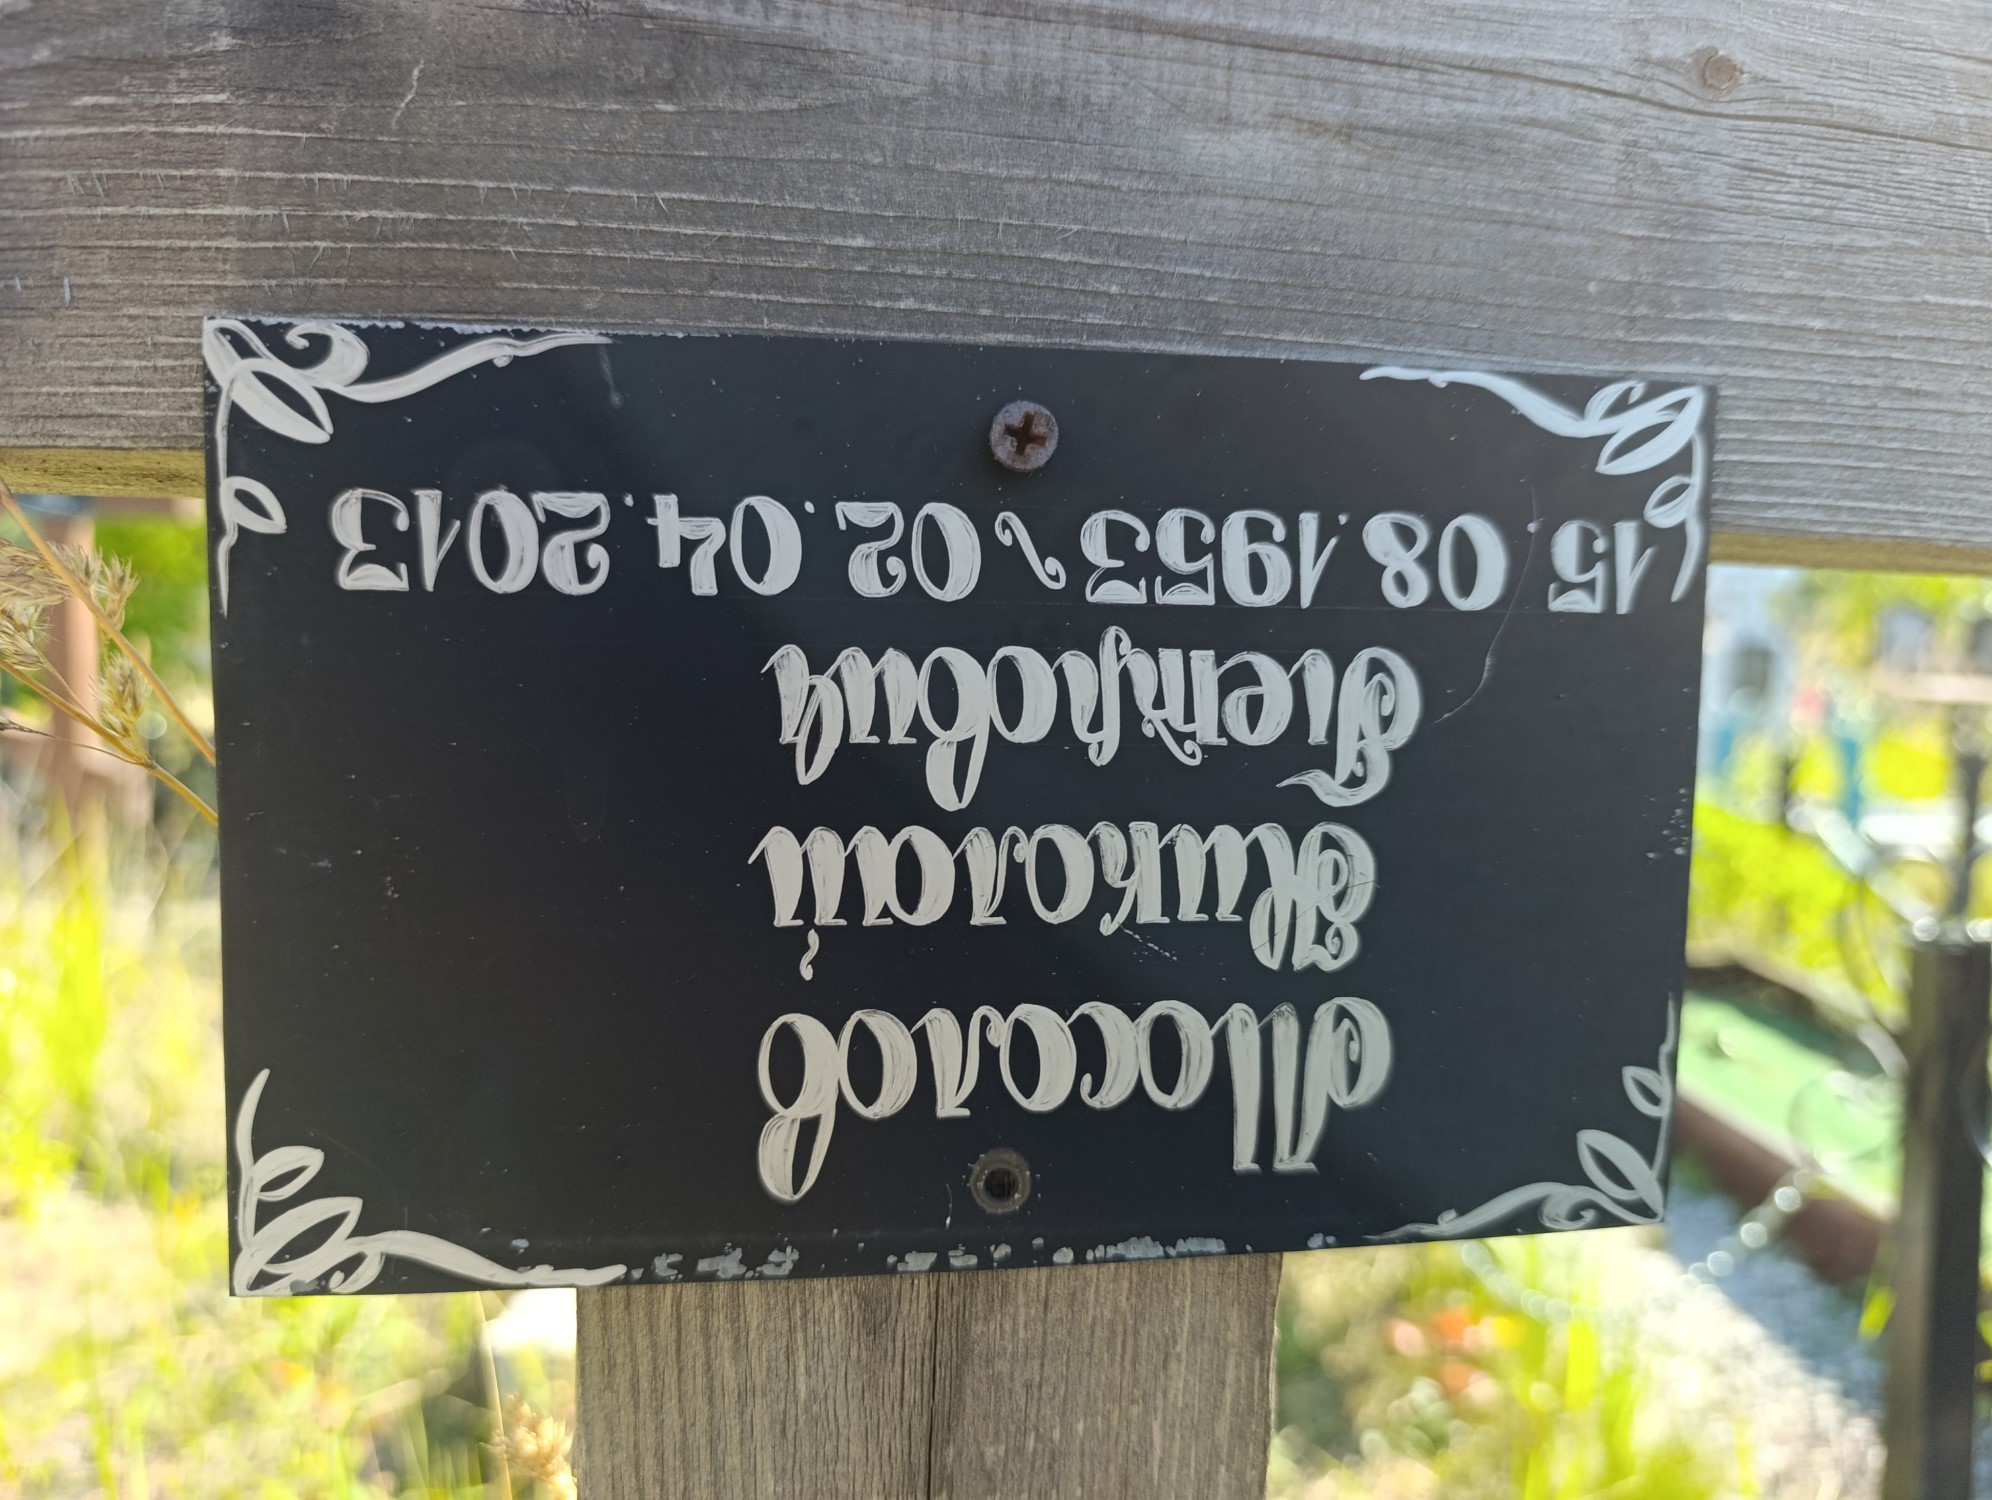 Мосолов
Николай
Петрович
15.08.1953 / 02.04.2013